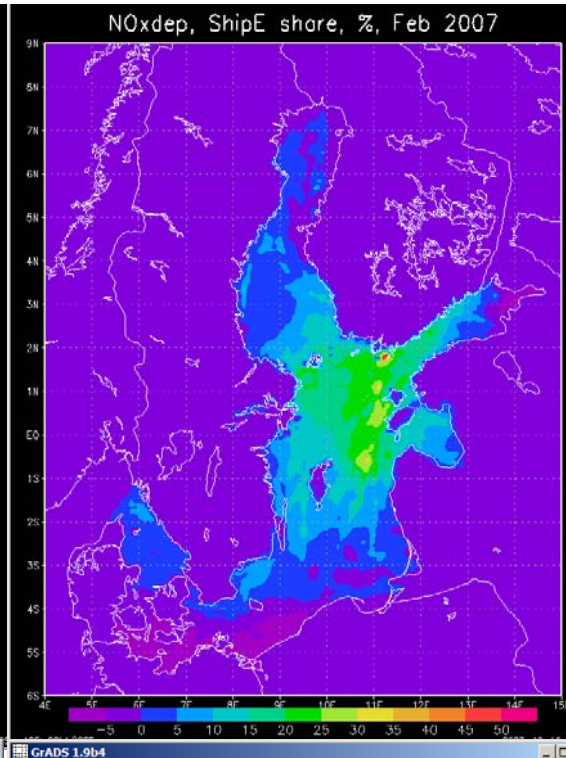 NOxdep, ShipE share, %, Feb 2007
9N
8N
7N
6N
5N
4N
3N
2N
1N
EQ
1S
2S
3S
4S
5S
6S
4E 5E 6E 7E 8E 9E 10E 11E 12E 13E 14E 15E
-5 0 5 10 15 20 25 30 35 40 45 50
GrADS 1.9b4